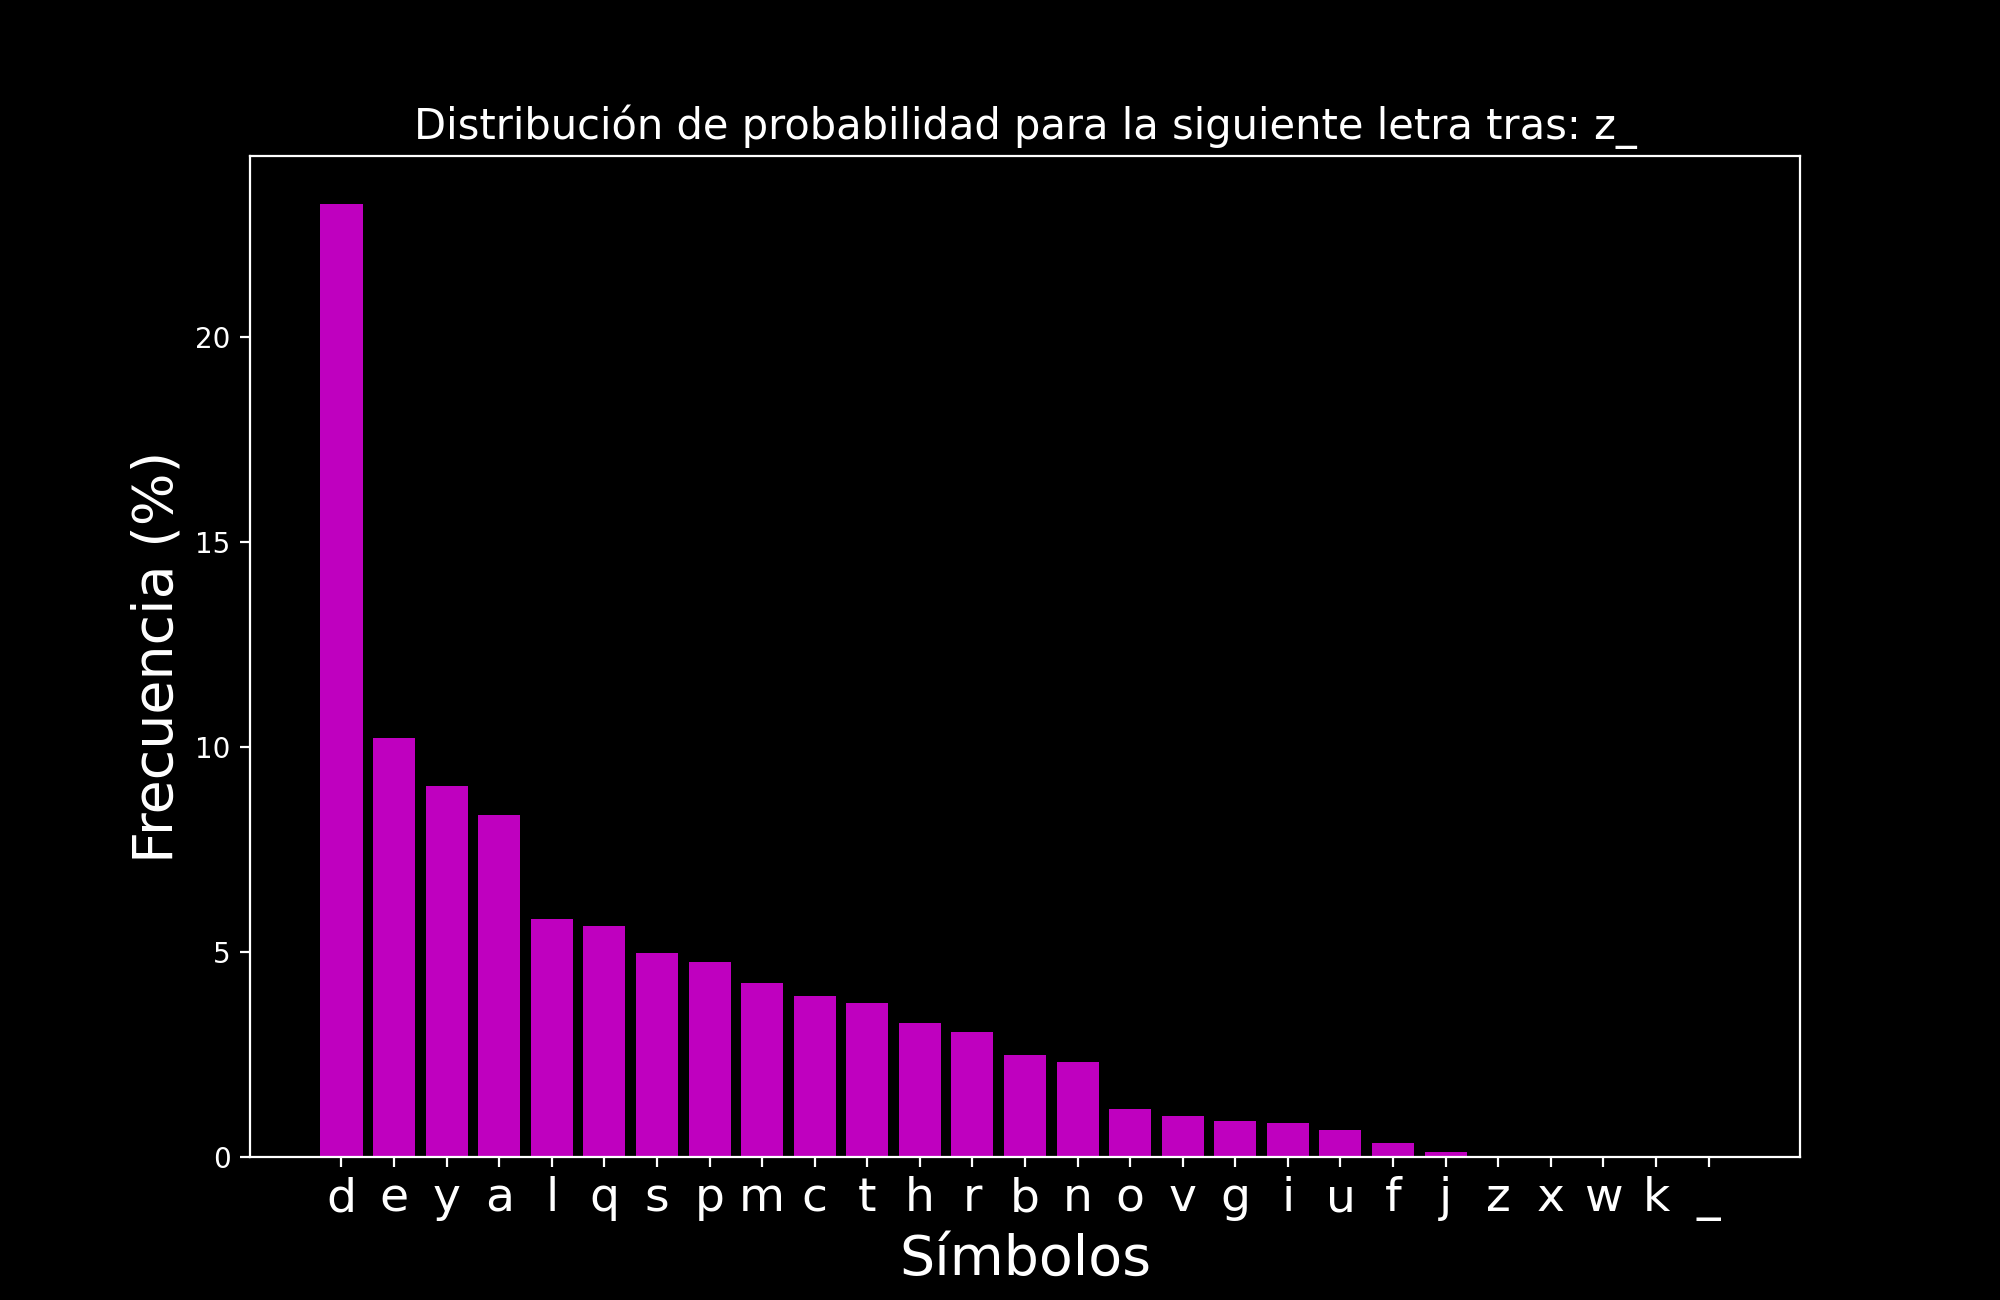 Distribución de probabilidad para la siguiente letra tras: z_
Frecuencia (%)
20
15
10
5
0
d e y a l q s p m c t h r b n o v g i u f j z x w k _
Símbolos